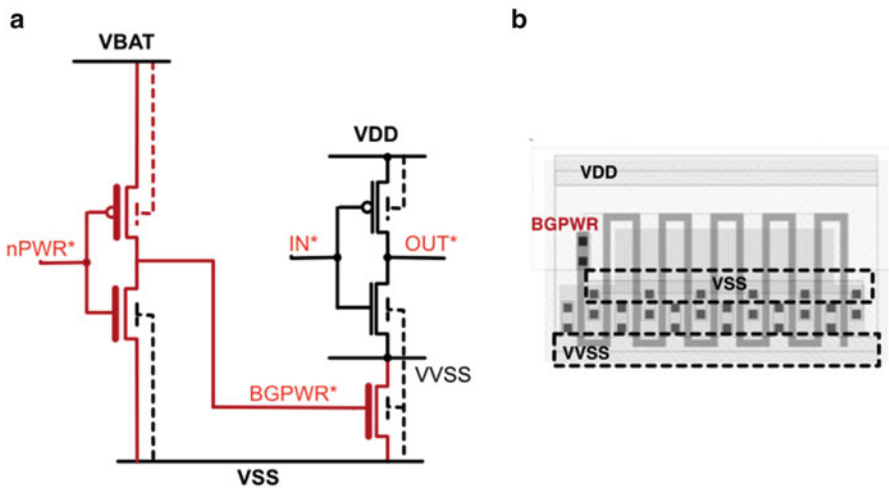 a
VBAT
VDD
nPWR*
IN*
OUT*
VVSS
BGPWR*
VSS
b
VDD
BGPWR
VSS
VVSS